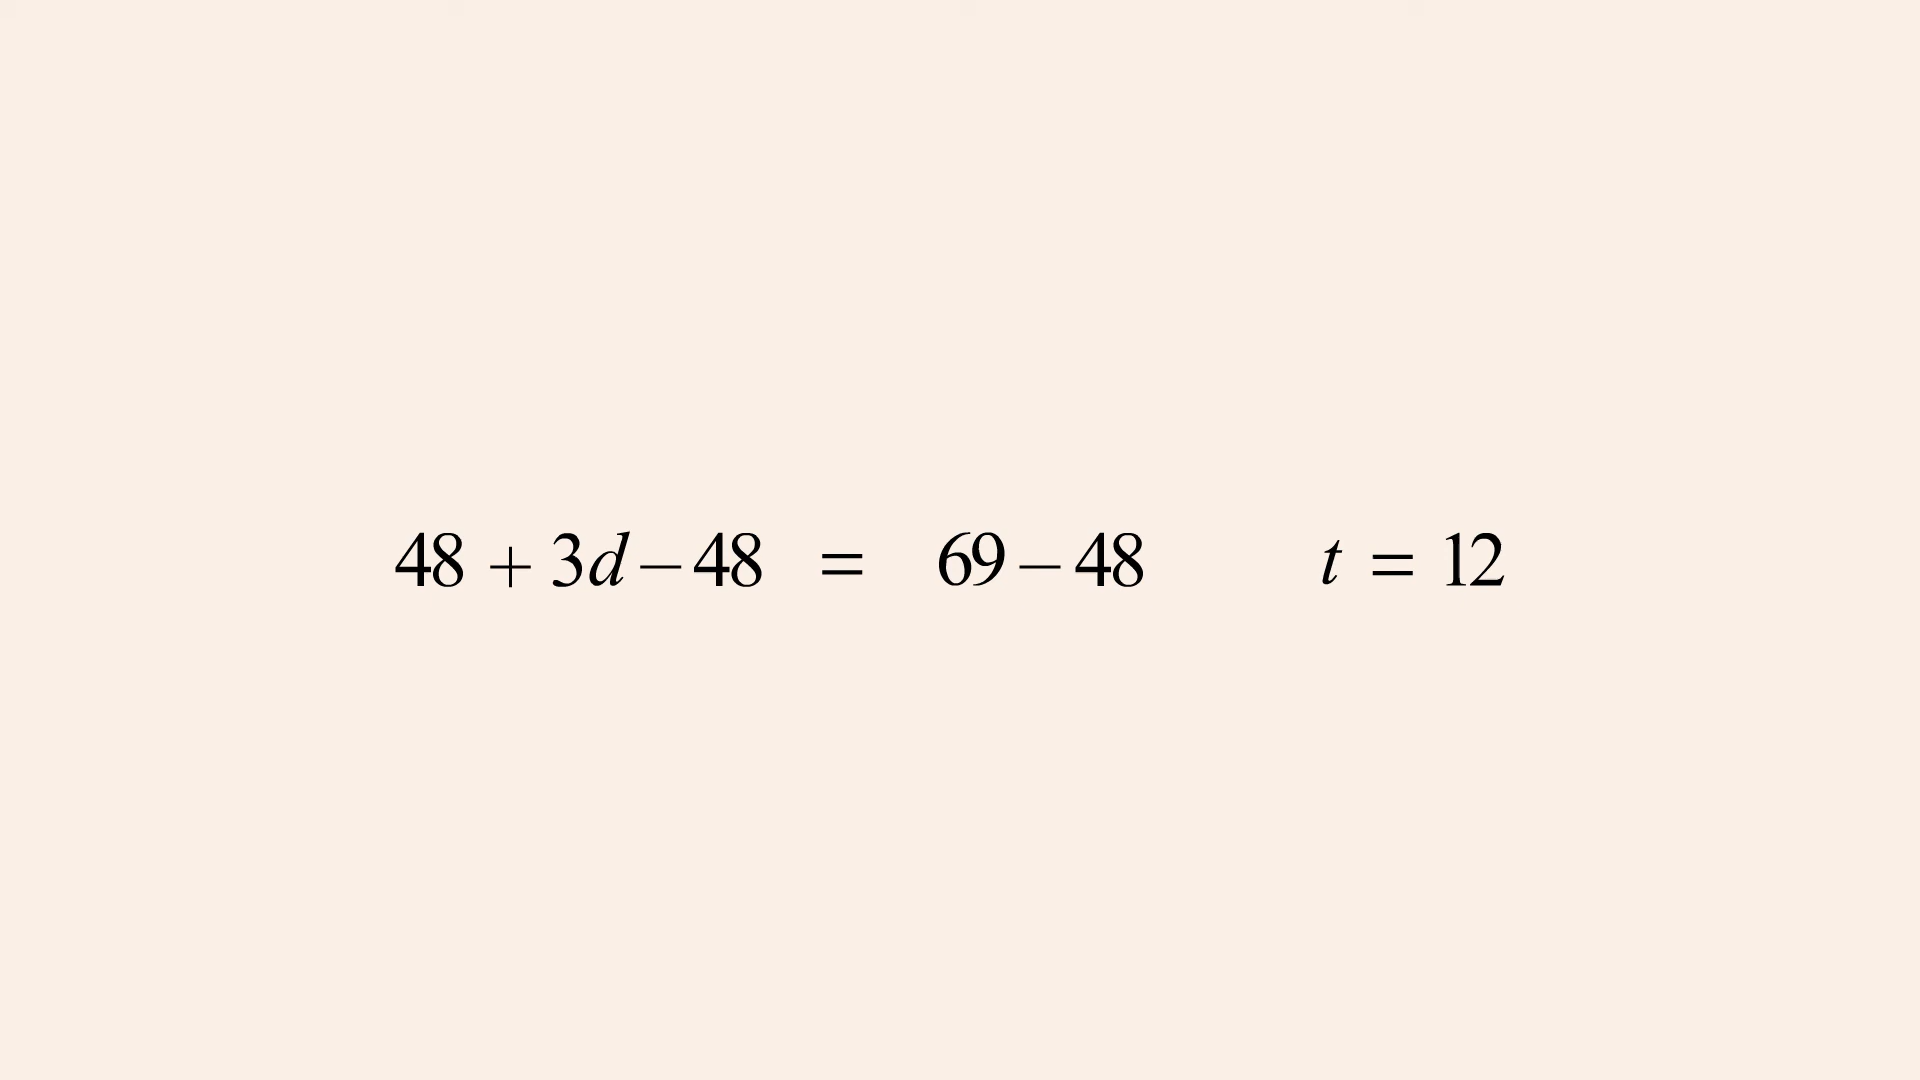 48 + 3d – 48 = 69 – 48 t = 12